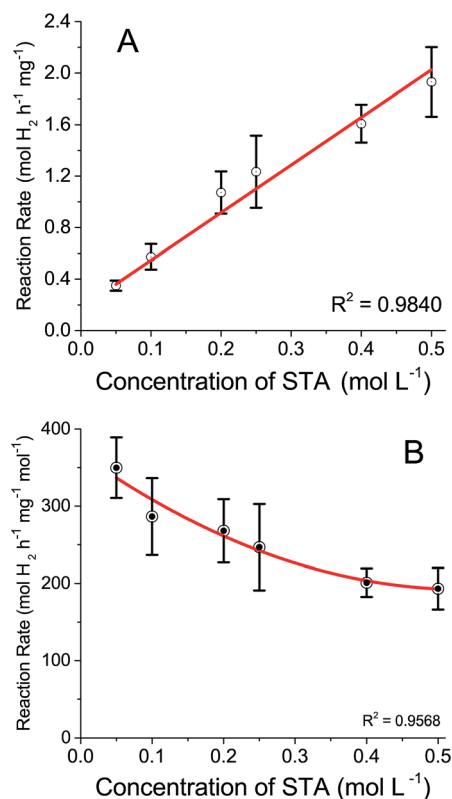 A
2.4
2.0
1.6
1.2
0.8
0.4
0.0
Reaction Rate (mol H₂ h⁻¹ mg⁻¹)
R² = 0.9840
0.0 0.1 0.2 0.3 0.4 0.5
Concentration of STA (mol L⁻¹)
B
400
300
200
100
0
Reaction Rate (mol H₂ h⁻¹ mg⁻¹ mol⁻¹)
R² = 0.9568
0.0 0.1 0.2 0.3 0.4 0.5
Concentration of STA (mol L⁻¹)